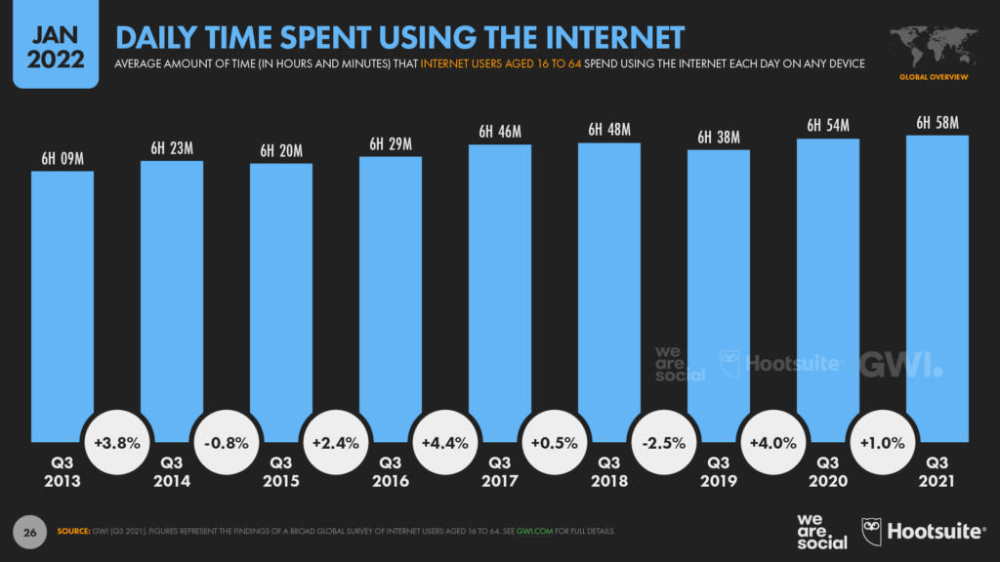 JAN
2022
DAILY TIME SPENT USING THE INTERNET
AVERAGE AMOUNT OF TIME (IN HOURS AND MINUTES) THAT INTERNET USERS AGED 16 TO 64 SPEND USING THE INTERNET EACH DAY ON ANY DEVICE
GLOBAL OVERVIEW
6H 09M
6H 23M
6H 20M
6H 29M
6H 46M
6H 48M
6H 38M
6H 54M
6H 58M
we
are
social
Hootsuite®
GWI.
+3.8%
-0.8%
+2.4%
+4.4%
+0.5%
-2.5%
+4.0%
+1.0%
Q3
2013
Q3
2014
Q3
2015
Q3
2016
Q3
2017
Q3
2018
Q3
2019
Q3
2020
Q3
2021
26
SOURCE: GWI (Q3 2021). FIGURES REPRESENT THE FINDINGS OF A BROAD GLOBAL SURVEY OF INTERNET USERS AGED 16 TO 64. SEE GWI.COM FOR FULL DETAILS.
we
are
social
Hootsuite®